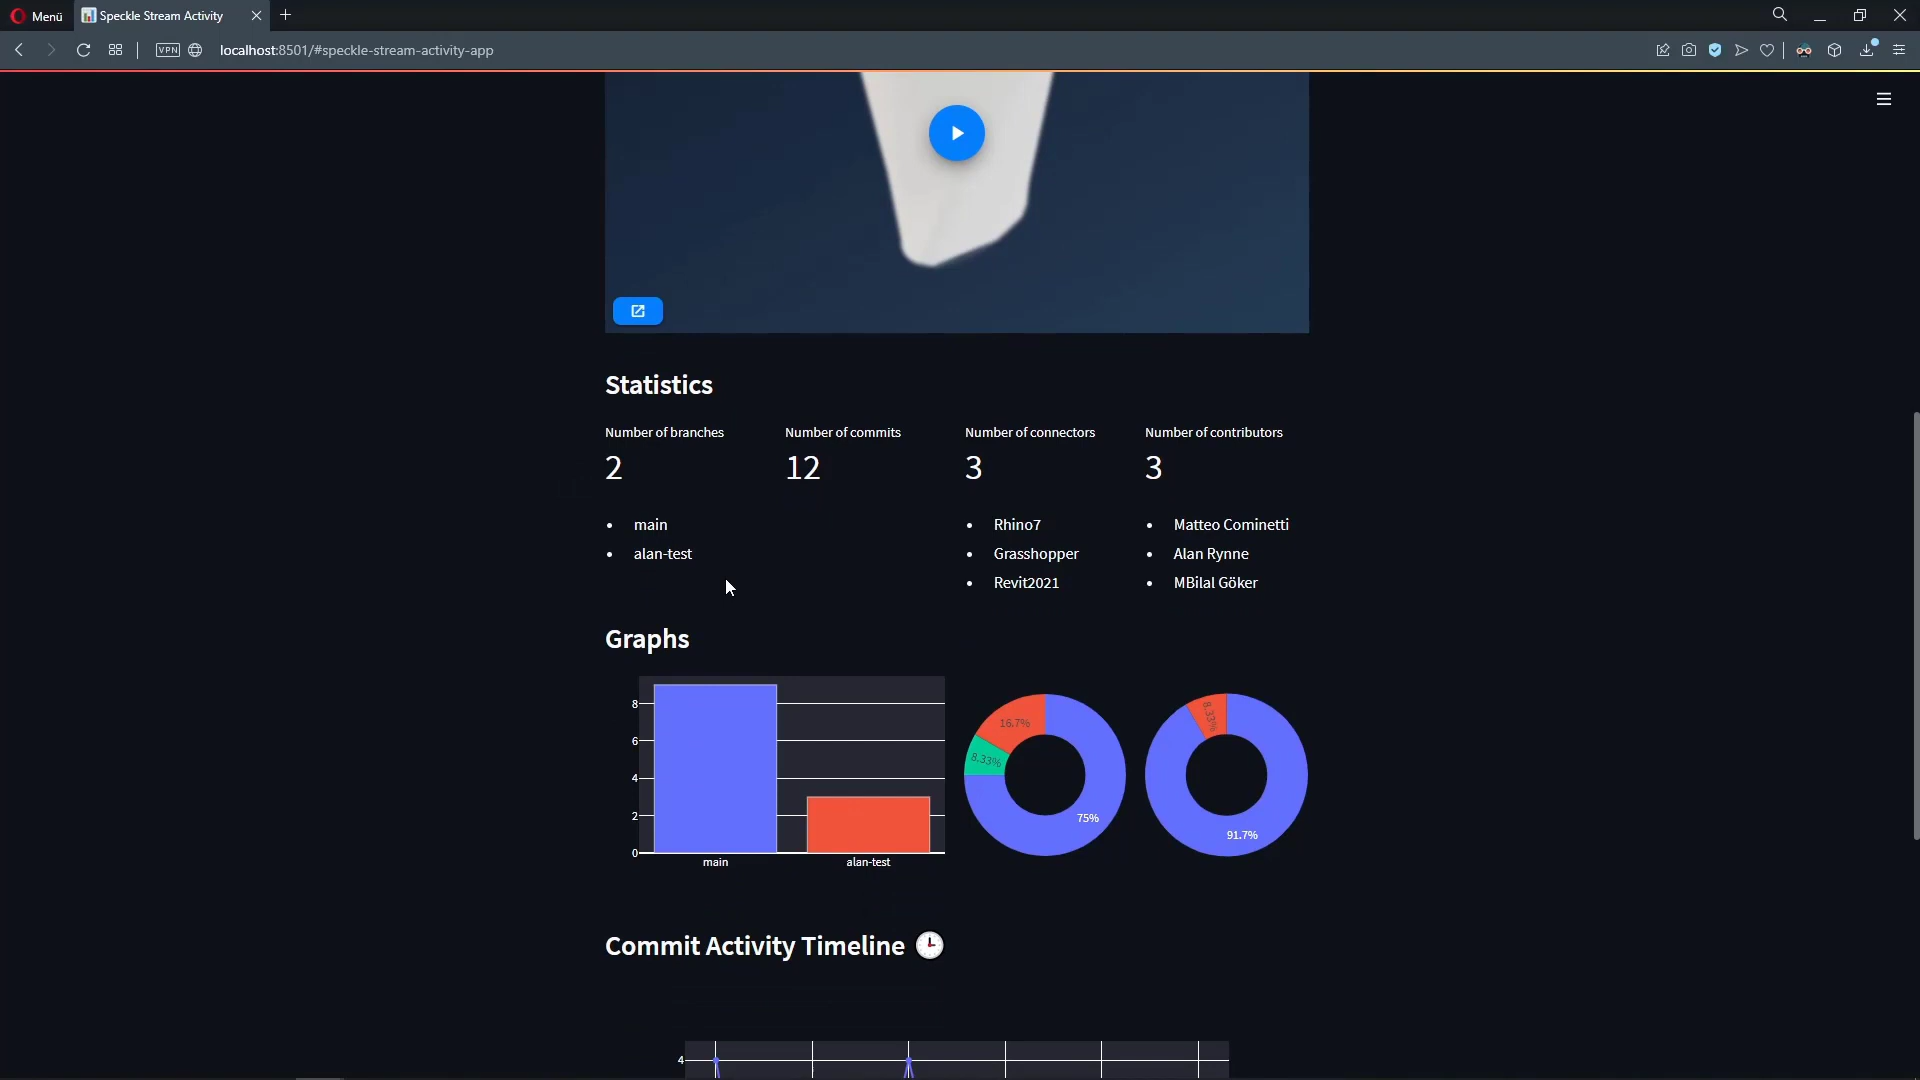 Menü
Speckle Stream Activity
VPN
localhost:8501/#speckle-stream-activity-app
Statistics
Number of branches
Number of commits
Number of connectors
Number of contributors
2
12
3
3
main
Rhino7
Matteo Cominetti
alan-test
Grasshopper
Alan Rynne
Revit2021
MBilal Göker
Graphs
8
6
4
2
0
main
alan-test
16.7%
8.33%
75%
8.33%
91.7%
Commit Activity Timeline
4